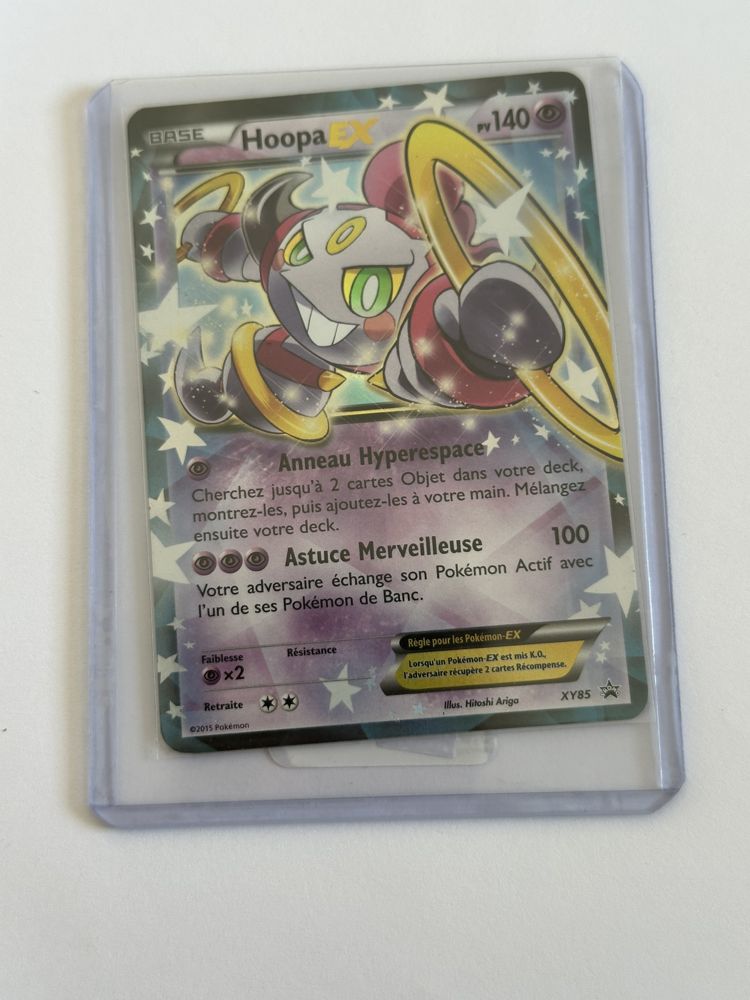 BASE HoopaEX PV140
Anneau Hyperespace
Cherchez jusqu'à 2 cartes Objet dans votre deck,
montrez-les, puis ajoutez-les à votre main. Mélangez
ensuite votre deck.
Astuce Merveilleuse 100
Votre adversaire échange son Pokémon Actif avec
l'un de ses Pokémon de Banc.
Faiblesse Résistance
×2
Retraite
Règle pour les Pokémon-EX
Lorsqu'un Pokémon-EX est mis K.O.,
l'adversaire récupère 2 cartes Récompense.
©2015 Pokémon Illus. Hitoshi Ariga XY85